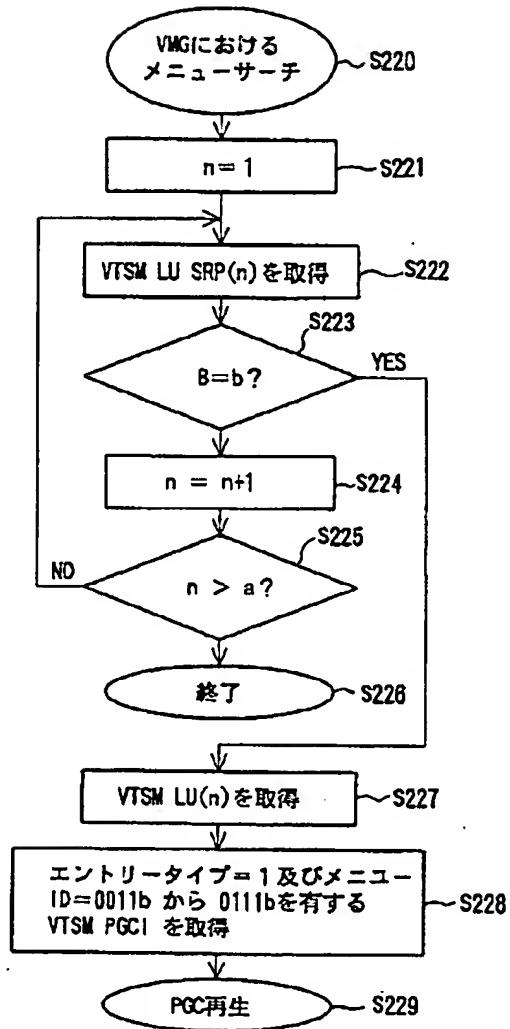 VMGにおける
メニューサーチ
S220
n=1
S221
VTSM LU SRP(n)を取得
S222
S223
B=b?
YES
n = n+1
S224
S225
NO
n > a?
終了
S226
VTSM LU(n)を取得
S227
エントリータイプ=1及びメニュー
ID=0011b から 0111bを有する
VTSM PGCI を取得
S228
PGC再生
S229